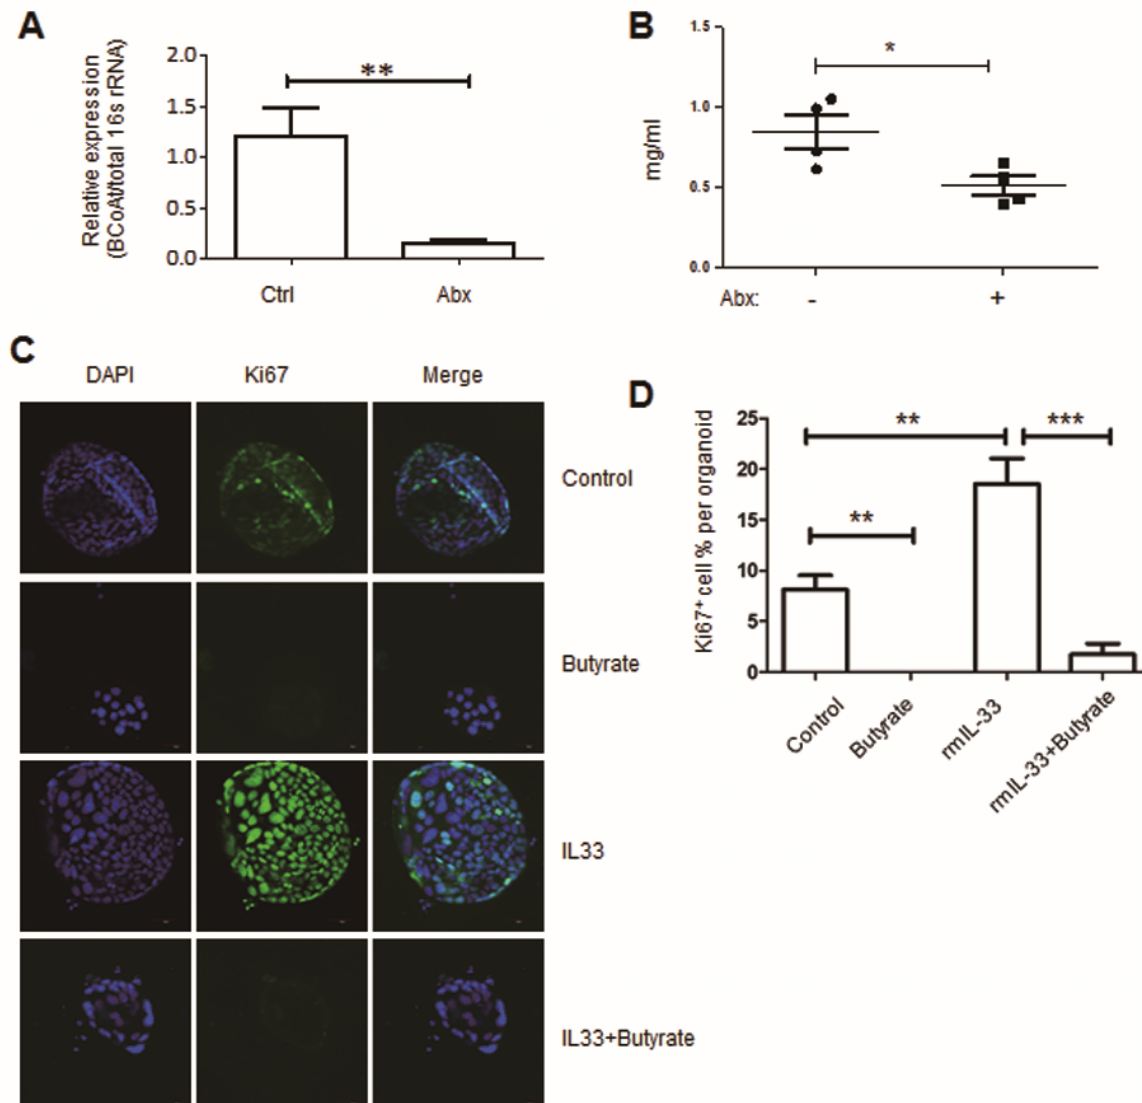 A
Relative expression
(BCoAt/total 16s rRNA)
2.0
1.5
1.0
0.5
0.0
**
Ctrl
Abx
B
mg/ml
1.5
1.0
0.5
0.0
*
Abx:
-
+
C
DAPI
Ki67
Merge
Control
Butyrate
IL33
IL33+Butyrate
D
Ki67⁺ cell % per organoid
25
20
15
10
5
0
**
***
**
Control
Butyrate
rmIL-33
rmIL-33+Butyrate